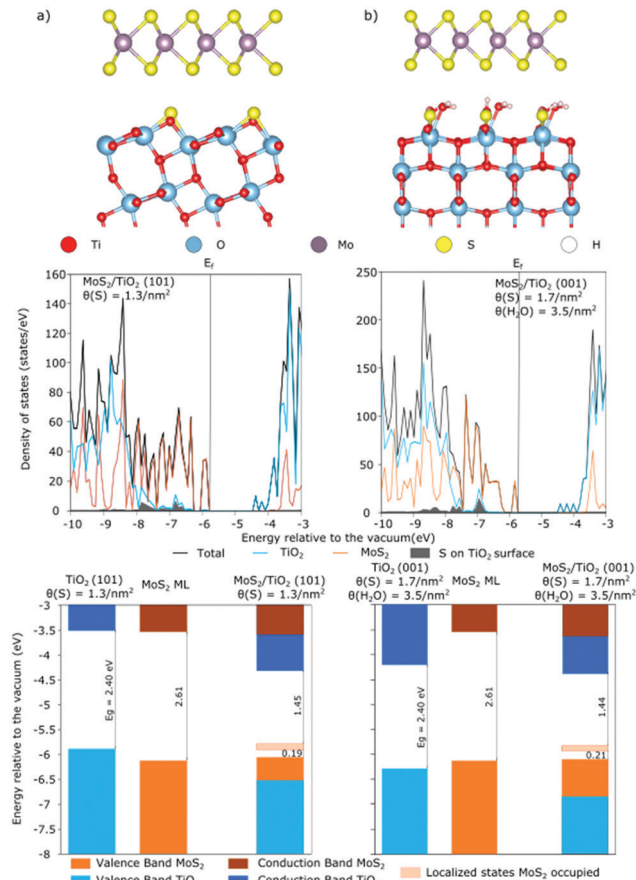 a)
b)
Ti
O
Mo
S
H
E_f
MoS₂/TiO₂ (101)
θ(S) = 1.3/nm²
160
140
120
100
80
60
40
20
0
Density of states (states/eV)
-10
-9
-8
-7
-6
-5
-4
-3
E_f
MoS₂/TiO₂ (001)
θ(S) = 1.7/nm²
θ(H₂O) = 3.5/nm²
250
200
150
100
50
0
-10
-9
-8
-7
-6
-5
-4
-3
Energy relative to the vacuum(eV)
Total
TiO₂
MoS₂
S on TiO₂ surface
TiO₂ (101)
θ(S) = 1.3/nm²
MoS₂ ML
MoS₂/TiO₂ (101)
θ(S) = 1.3/nm²
TiO₂ (001)
θ(S) = 1.7/nm²
θ(H₂O) = 3.5/nm²
MoS₂ ML
MoS₂/TiO₂ (001)
θ(S) = 1.7/nm²
θ(H₂O) = 3.5/nm²
Energy relative to the vacuum (eV)
-3
-3.5
-4
-4.5
-5
-5.5
-6
-6.5
-7
-7.5
-8
Eg = 2.40 eV
2.61
1.45
0.19
Eg = 2.40 eV
2.61
1.44
0.21
Valence Band MoS₂
Conduction Band MoS₂
Localized states MoS₂ occupied
Valence Band TiO₂
Conduction Band TiO₂